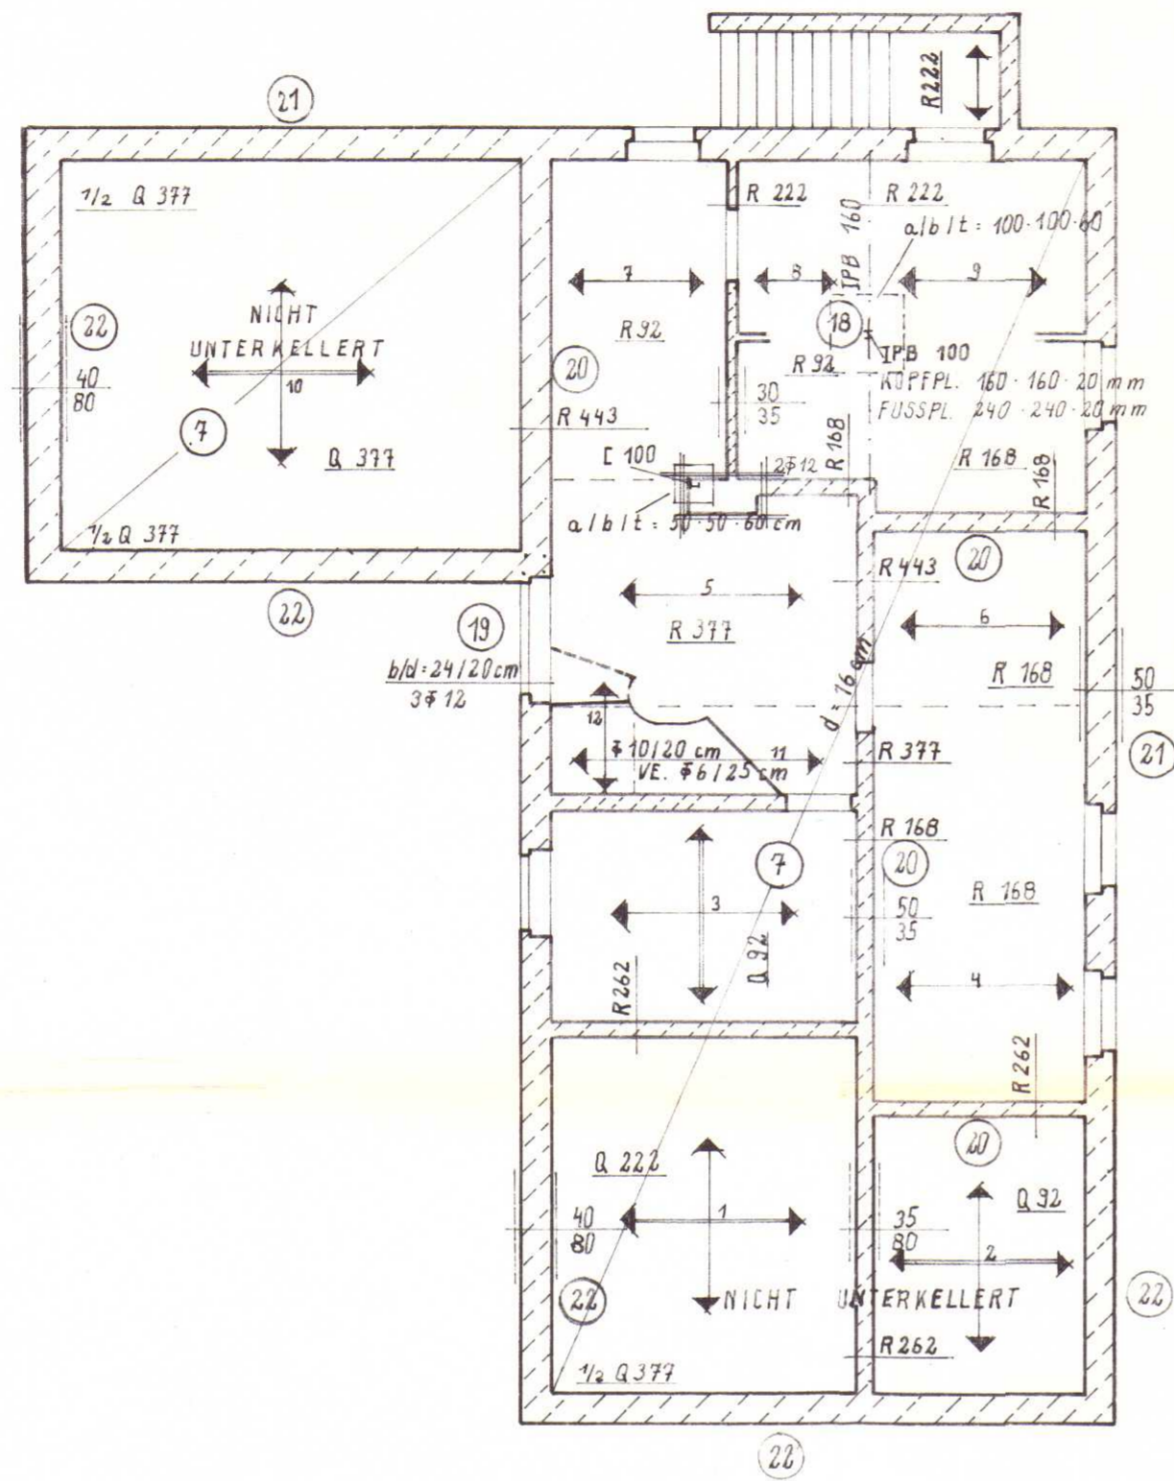 R222
21
1/2 Q 377
R 222
R 222
IPB 160
a/b/t = 100·100·60
7
8
9
NICHT
UNTERKELLERT
22
10
40
80
18
R 92
20
R 92
IPB 100
KOPFPL. 160·160·20 mm
FUSSPL. 240·240·20 mm
30
35
7
R 443
R 168
Q 377
[ 100
2Φ12
R 168
R 168
a/b/t = 50·50·60 cm
1/2 Q 377
20
R 443
5
6
22
19
R 377
b/d = 24/20 cm
3Φ12
d = 16 cm
R 168
50
35
12
Φ10/20 cm
11
VE. Φ6/25 cm
R 377
21
R 168
7
20
3
50
35
R 168
Q 92
R262
4
R262
20
Q 222
Q 92
1
40
80
35
80
2
22
NICHT UNTERKELLERT
22
R262
1/2 Q 377
22